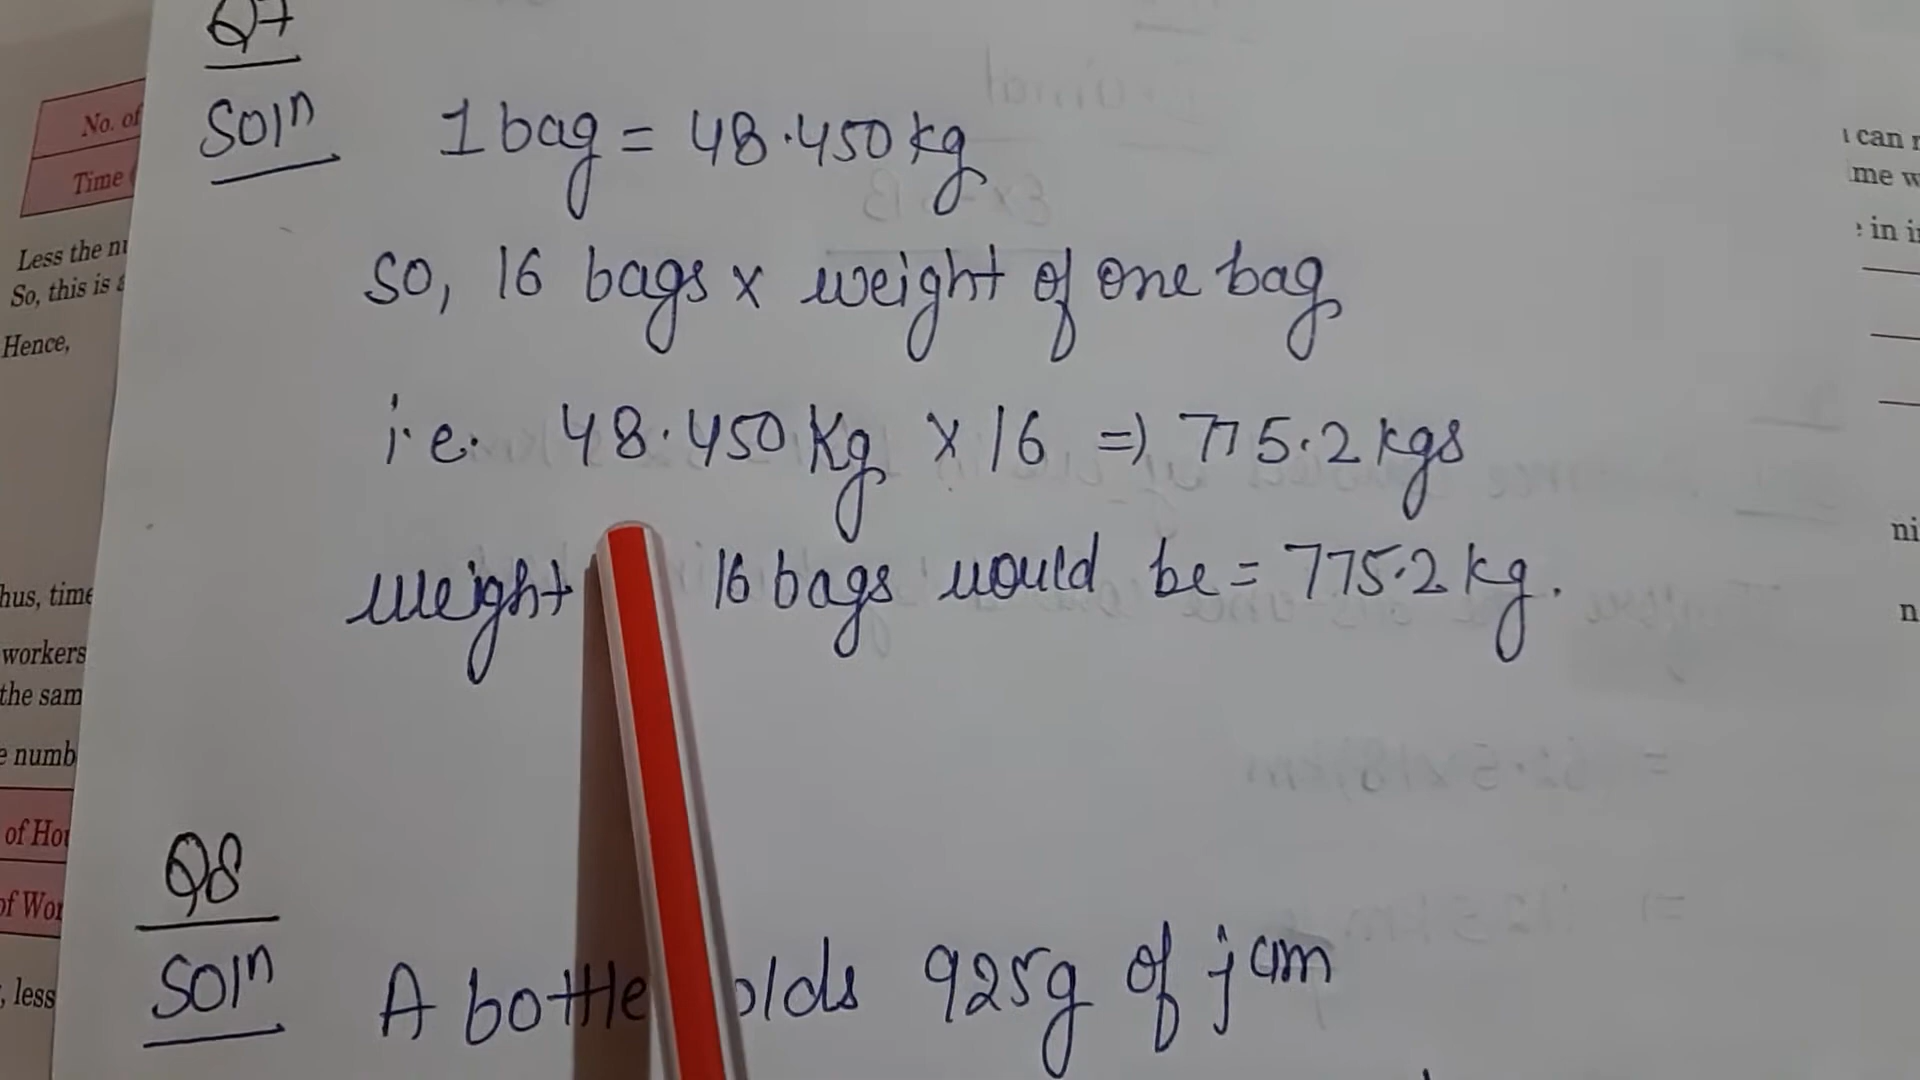 Q7
Soln 1 bag = 48.450 kg
So, 16 bags x weight of one bag
i.e. 48.450 Kg x 16 => 775.2 kgs
weight 16 bags would be = 775.2 kg.
Q8
Soln A bottle olds 925g of jam
No. of
Time
Less the
So, this is
Hence,
hus, time
workers
the sam
numb
of Hou
of Wor
, less
can
me w
in i
ni
n